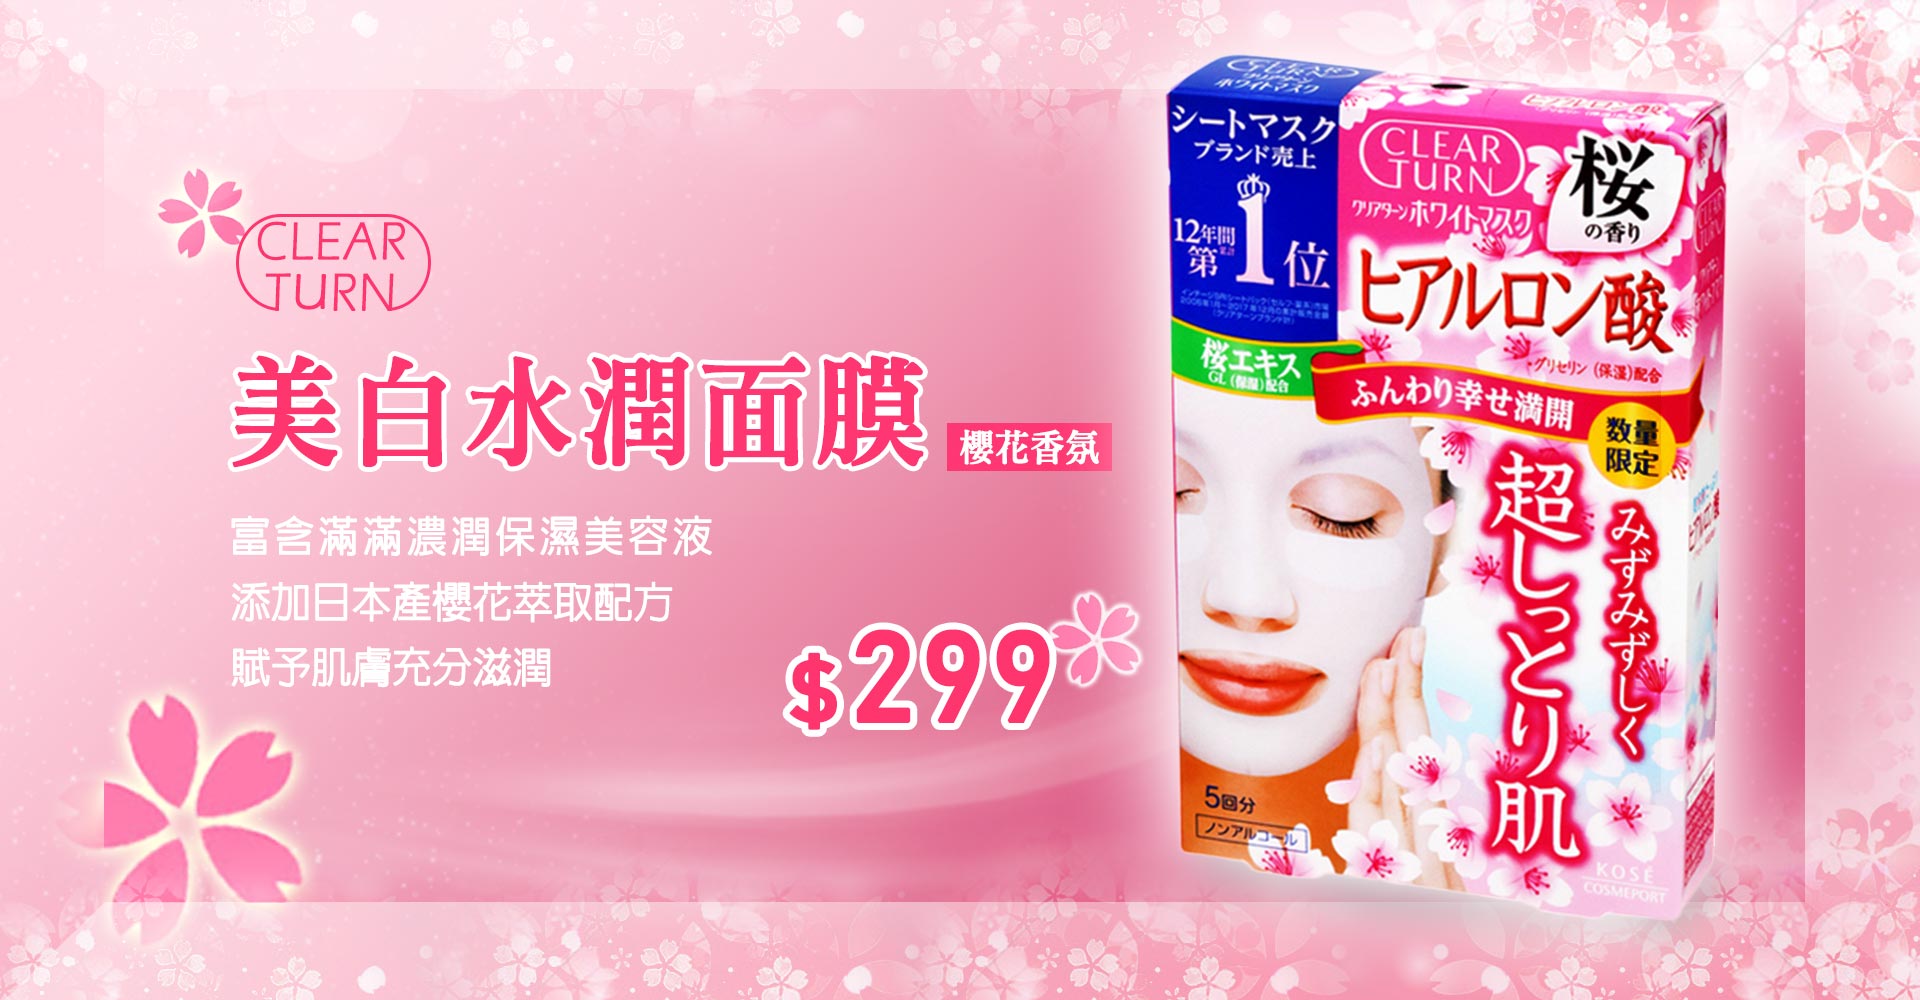 CLEAR
TURN
美白水潤面膜
櫻花香氛
富含滿滿濃潤保濕美容液
添加日本產櫻花萃取配方
賦予肌膚充分滋潤
$299
CLEAR
TURN
クリアターン
ホワイトマスク
シートマスク
ブランド売上
12年間
第1位
桜エキス
GL(保湿)配合
ヒアルロン酸
CLEAR
TURN
クリアターンホワイトマスク
桜
の香り
ヒアルロン酸
グリセリン(保湿)配合
ふんわり幸せ満開
数量
限定
みずみずしく
超しっとり肌
5回分
ノンアルコール
KOSÉ
COSMEPORT